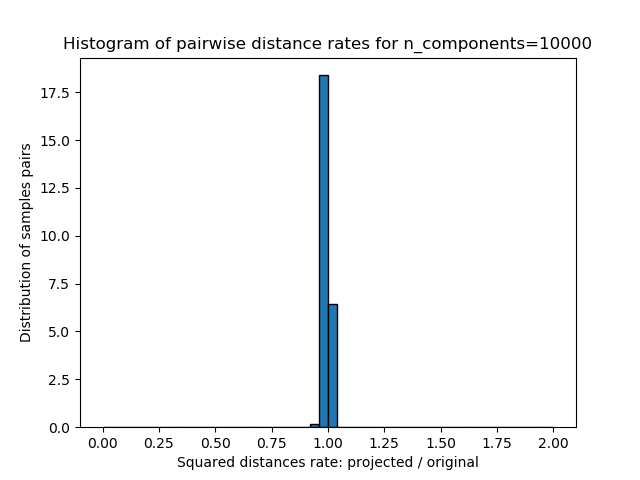 Histogram of pairwise distance rates for n_components=10000
Distribution of samples pairs
17.5
15.0
12.5
10.0
7.5
5.0
2.5
0.0
0.00 0.25 0.50 0.75 1.00 1.25 1.50 1.75 2.00
Squared distances rate: projected / original